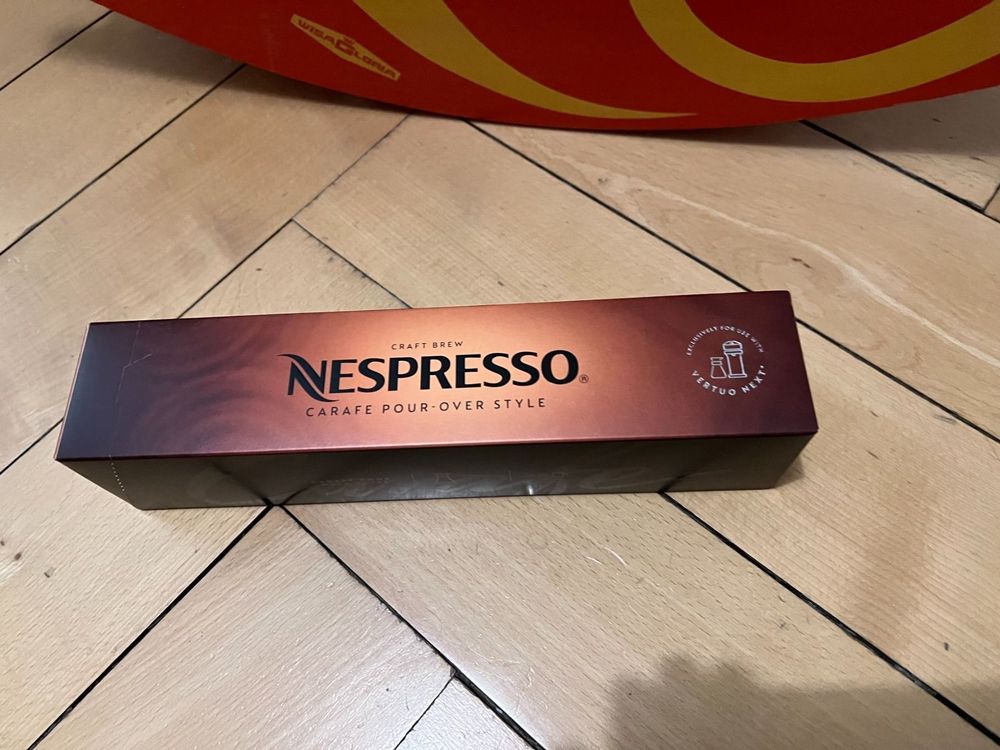 WISAGLORIA
CRAFT BREW
NESPRESSO®
CARAFE POUR-OVER STYLE
EXCLUSIVELY FOR USE WITH
VERTUO NEXT*